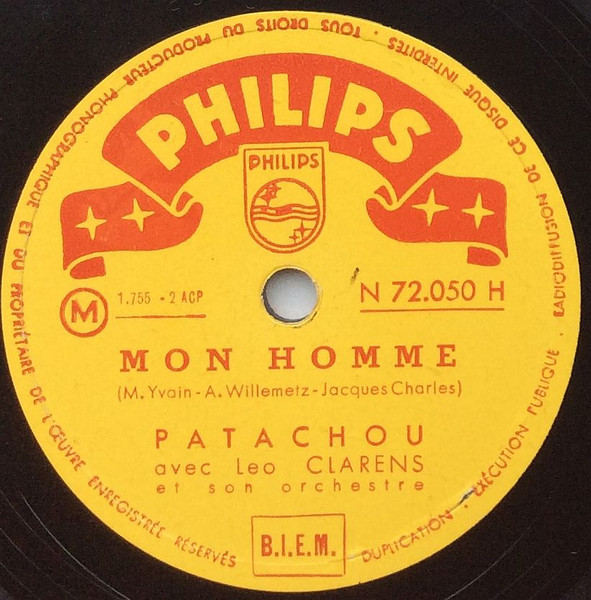 PHILIPS
PHILIPS
M
1.755 - 2 ACP
N 72.050 H
MON HOMME
(M. Yvain - A. Willemetz - Jacques Charles)
PATACHOU
avec Leo CLARENS
et son orchestre
B.I.E.M.
TOUS DROITS DU PRODUCTEUR PHONOGRAPHIQUE ET DU PROPRIÉTAIRE DE L'ŒUVRE ENREGISTRÉE RÉSERVÉS
DUPLICATION · EXÉCUTION PUBLIQUE · RADIODIFFUSION DE CE DISQUE INTERDITES ·